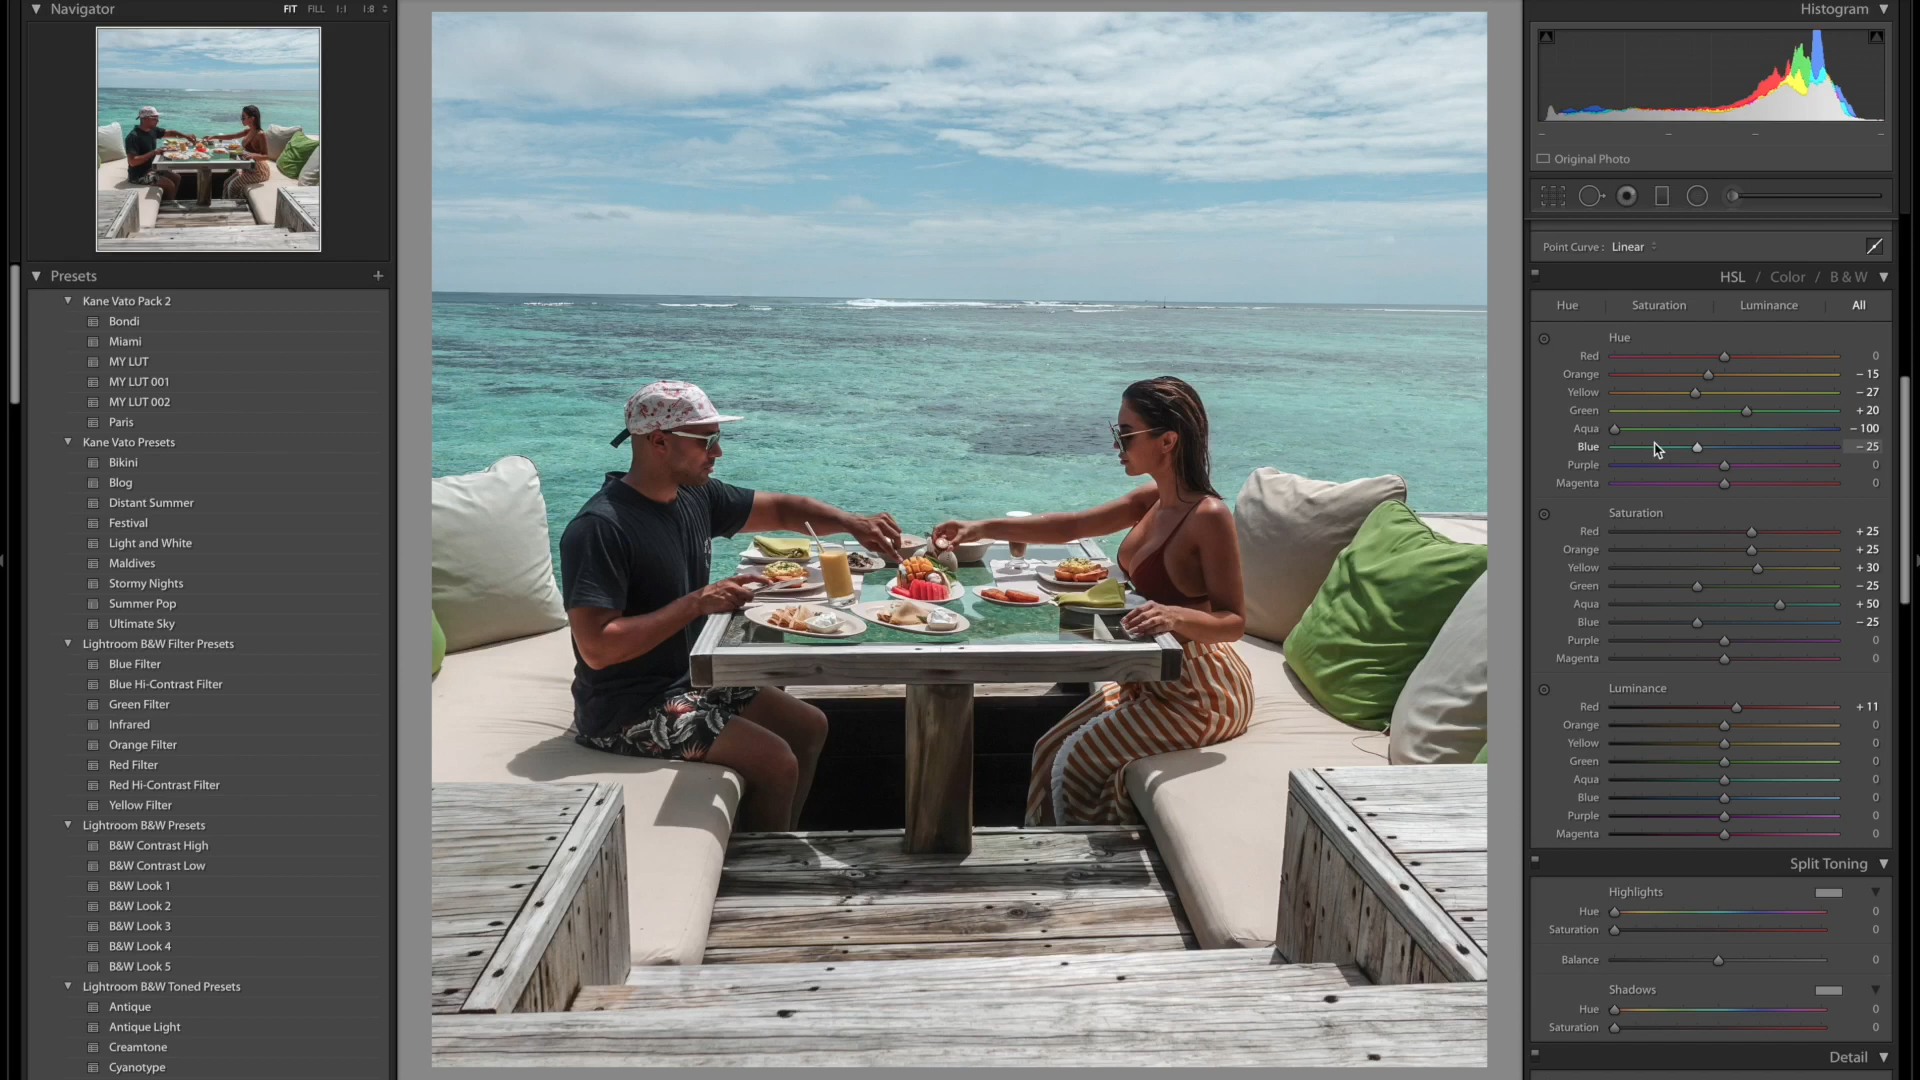 Navigator
FIT FILL 1:1 1:8
Presets +
Kane Vato Pack 2
Bondi
Miami
MY LUT
MY LUT 001
MY LUT 002
Paris
Kane Vato Presets
Bikini
Blog
Distant Summer
Festival
Light and White
Maldives
Stormy Nights
Summer Pop
Ultimate Sky
Lightroom B&W Filter Presets
Blue Filter
Blue Hi-Contrast Filter
Green Filter
Infrared
Orange Filter
Red Filter
Red Hi-Contrast Filter
Yellow Filter
Lightroom B&W Presets
B&W Contrast High
B&W Contrast Low
B&W Look 1
B&W Look 2
B&W Look 3
B&W Look 4
B&W Look 5
Lightroom B&W Toned Presets
Antique
Antique Light
Creamtone
Cyanotype
Histogram
Original Photo
Point Curve : Linear
HSL / Color / B & W
Hue Saturation Luminance All
Hue
Red 0
Orange − 15
Yellow − 27
Green + 20
Aqua − 100
Blue − 25
Purple 0
Magenta 0
Saturation
Red + 25
Orange + 25
Yellow + 30
Green − 25
Aqua + 50
Blue − 25
Purple 0
Magenta 0
Luminance
Red + 11
Orange 0
Yellow 0
Green 0
Aqua 0
Blue 0
Purple 0
Magenta 0
Split Toning
Highlights
Hue 0
Saturation 0
Balance 0
Shadows
Hue 0
Saturation 0
Detail